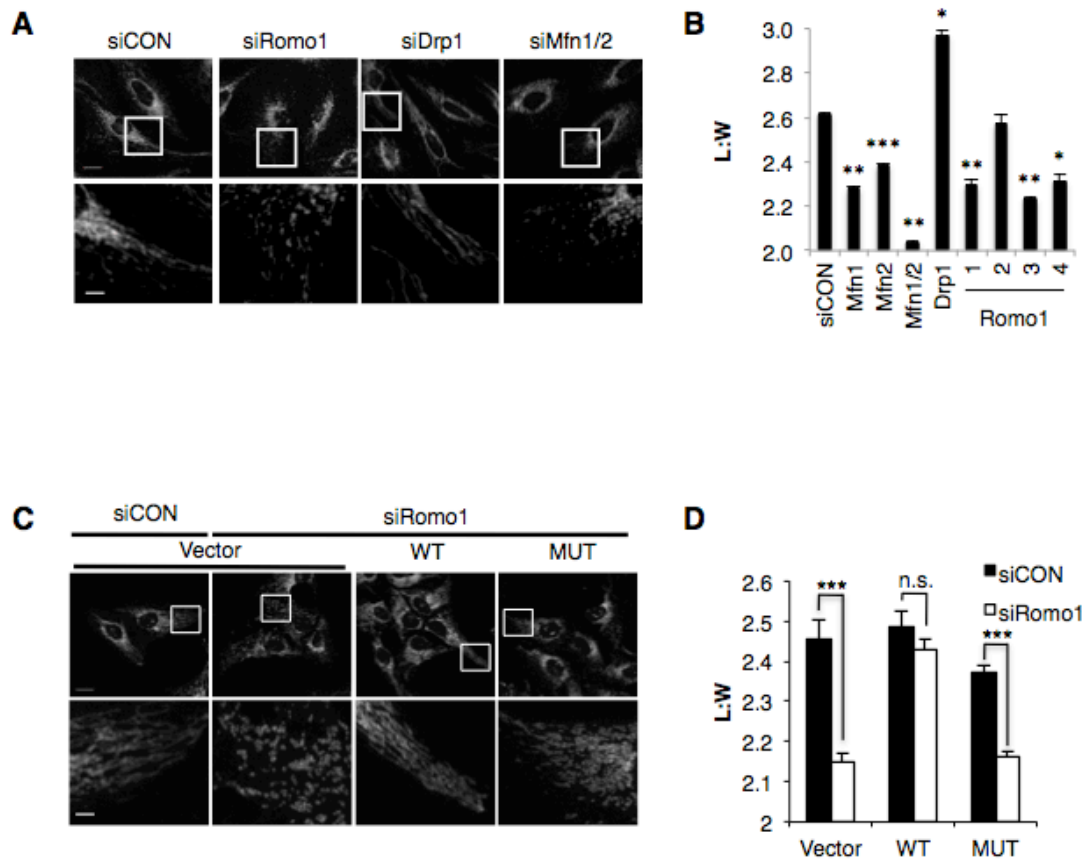 A
siCON siRomo1 siDrp1 siMfn1/2
B
L:W
3.0
2.8
2.6
2.4
2.2
2.0
** *** ** * ** ** *
siCON Mfn1 Mfn2 Mfn1/2 Drp1 1 2 3 4
Romo1
C
siCON siRomo1
Vector WT MUT
D
L:W
2.6
2.5
2.4
2.3
2.2
2.1
2
*** n.s. ***
siCON
siRomo1
Vector WT MUT